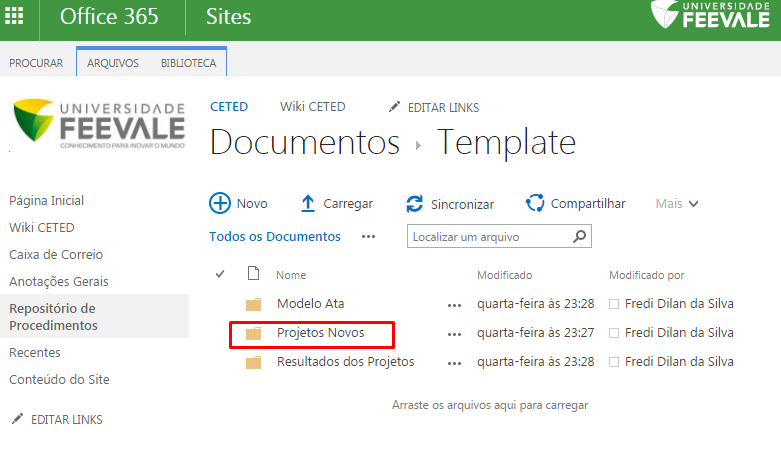 Office 365 Sites
UNIVERSIDADE
FEEVALE
PROCURAR ARQUIVOS BIBLIOTECA
UNIVERSIDADE
FEEVALE
CONHECIMENTO PARA INOVAR O MUNDO
CETED Wiki CETED EDITAR LINKS
Documentos Template
Página Inicial
Wiki CETED
Caixa de Correio
Anotações Gerais
Repositório de
Procedimentos
Recentes
Conteúdo do Site
EDITAR LINKS
Novo Carregar Sincronizar Compartilhar Mais
Todos os Documentos ••• Localizar um arquivo
Nome Modificado Modificado por
Modelo Ata ••• quarta-feira às 23:28 Fredi Dilan da Silva
Projetos Novos ••• quarta-feira às 23:27 Fredi Dilan da Silva
Resultados dos Projetos ••• quarta-feira às 23:28 Fredi Dilan da Silva
Arraste os arquivos aqui para carregar